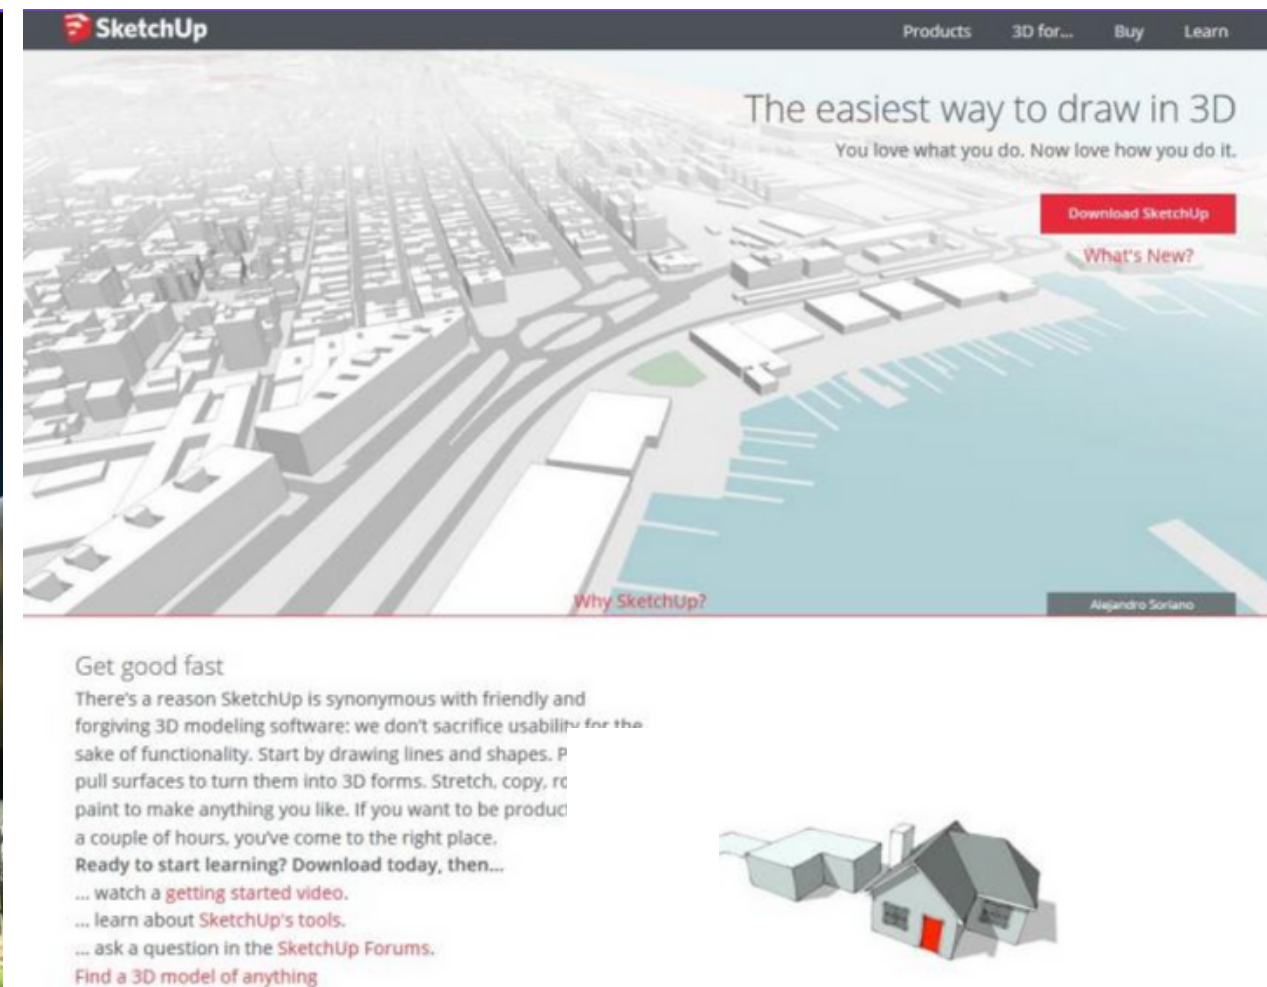 SketchUp
Products 3D for... Buy Learn
The easiest way to draw in 3D
You love what you do. Now love how you do it.
Download SketchUp
What's New?
Why SketchUp?
Alejandro Soriano
Get good fast
There's a reason SketchUp is synonymous with friendly and
forgiving 3D modeling software: we don't sacrifice usability for the
sake of functionality. Start by drawing lines and shapes.
pull surfaces to turn them into 3D forms. Stretch, copy,
paint to make anything you like. If you want to be
a couple of hours, you've come to the right place.
Ready to start learning? Download today, then...
... watch a getting started video.
... learn about SketchUp's tools.
... ask a question in the SketchUp Forums.
Find a 3D model of anything